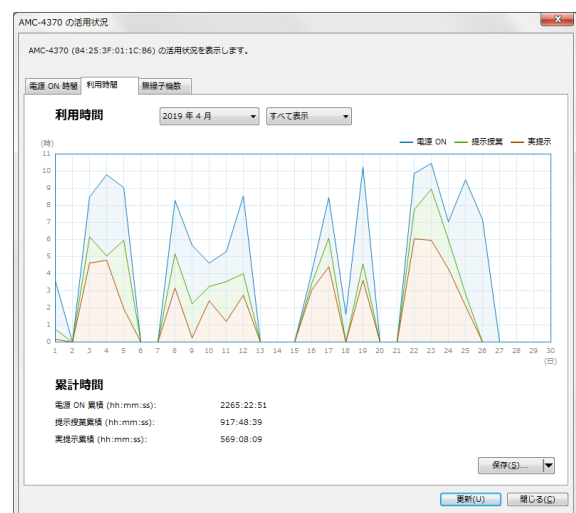 AMC-4370 の活用状況
AMC-4370 (84:25:3F:01:1C:B6) の活用状況を表示します。
電源 ON 時間 利用時間 無線子機数
利用時間 2019 年 4 月 すべて表示
(時) 電源 ON 提示授業 実提示
11
10
9
8
7
6
5
4
3
2
1
0
1 2 3 4 5 6 7 8 9 10 11 12 13 14 15 16 17 18 19 20 21 22 23 24 25 26 27 28 29 30
(日)
累計時間
電源 ON 累積 (hh:mm:ss): 2265:22:51
提示授業累積 (hh:mm:ss): 917:48:39
実提示累積 (hh:mm:ss): 569:08:09
保存(S)...
更新(U) 閉じる(C)